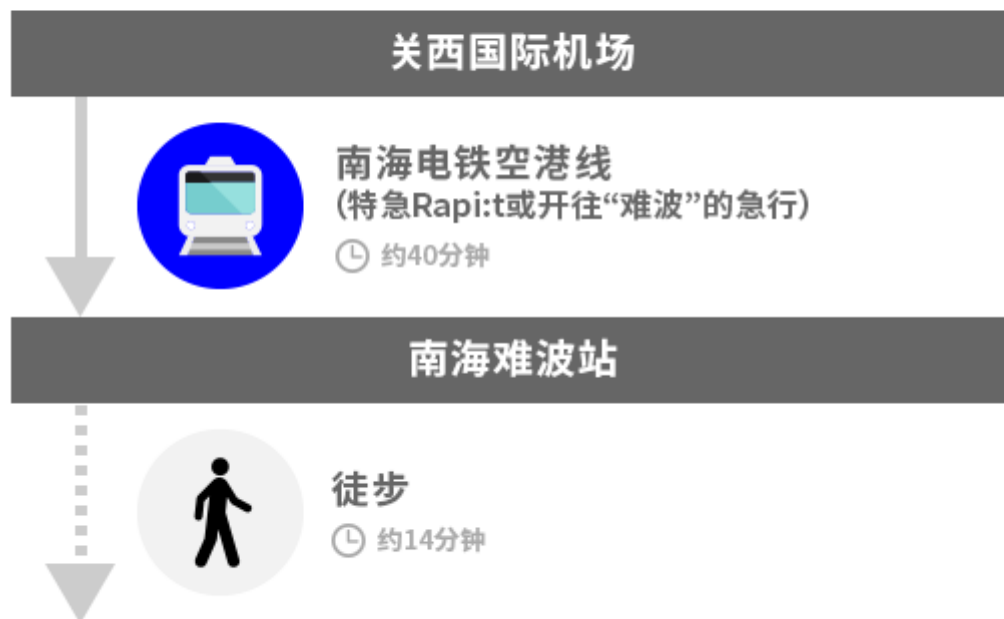 关西国际机场
南海电铁空港线
(特急Rapi:t或开往“难波”的急行)
约40分钟
南海难波站
徒步
约14分钟